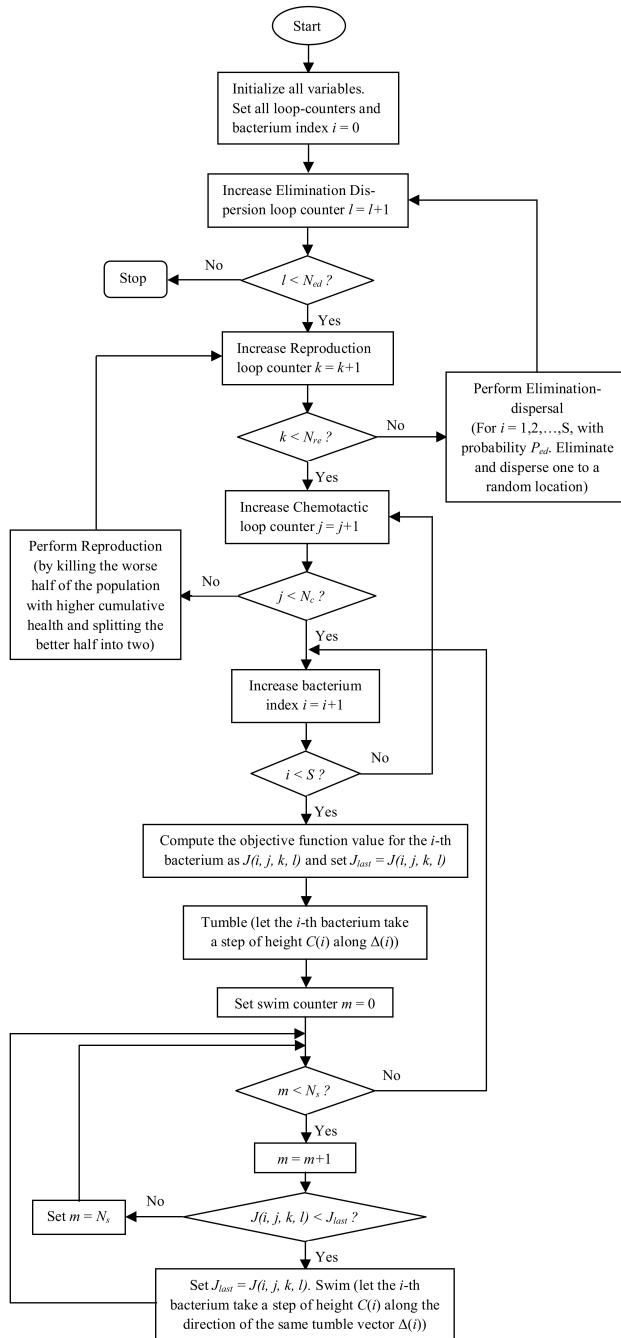 Start
Initialize all variables.
Set all loop-counters and
bacterium index i = 0
Increase Elimination Dis-
persion loop counter l = l+1
No
Stop
l < Ned ?
Yes
Increase Reproduction
loop counter k = k+1
Perform Elimination-
dispersal
(For i = 1,2,…,S, with
probability Ped. Eliminate
and disperse one to a
random location)
No
k < Nre ?
Yes
Increase Chemotactic
loop counter j = j+1
Perform Reproduction
(by killing the worse
half of the population
with higher cumulative
health and splitting the
better half into two)
No
j < Nc ?
Yes
Increase bacterium
index i = i+1
No
i < S ?
Yes
Compute the objective function value for the i-th
bacterium as J(i, j, k, l) and set Jlast = J(i, j, k, l)
Tumble (let the i-th bacterium take
a step of height C(i) along Δ(i))
Set swim counter m = 0
m < Ns ?
No
Yes
m = m+1
No
Set m = Ns
J(i, j, k, l) < Jlast ?
Yes
Set Jlast = J(i, j, k, l). Swim (let the i-th
bacterium take a step of height C(i) along the
direction of the same tumble vector Δ(i))